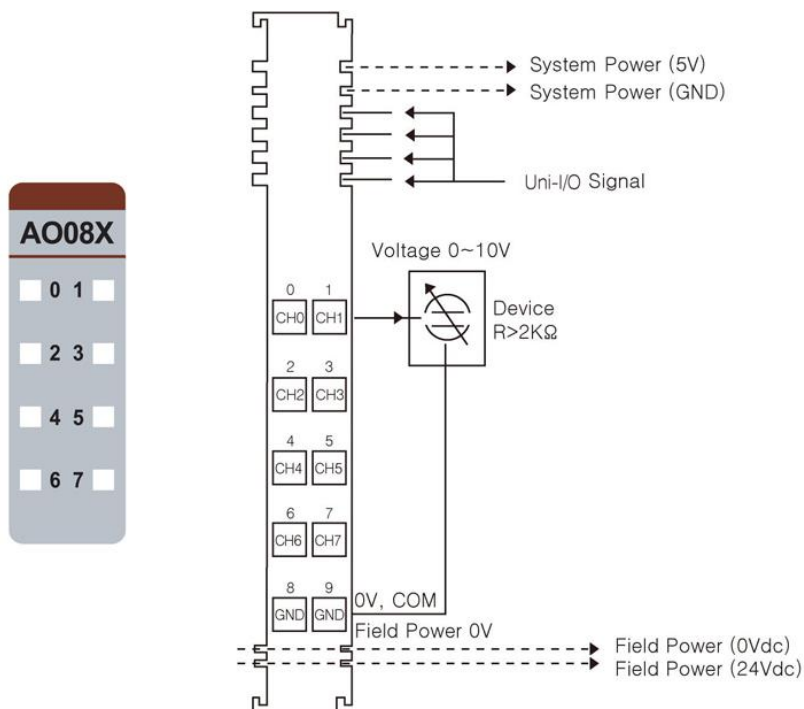 System Power (5V)
System Power (GND)
Uni-I/O Signal
AO08X
0 1
2 3
4 5
6 7
Voltage 0~10V
Device
R>2KΩ
0 1
CH0 CH1
2 3
CH2 CH3
4 5
CH4 CH5
6 7
CH6 CH7
8 9
GND GND
0V, COM
Field Power 0V
Field Power (0Vdc)
Field Power (24Vdc)